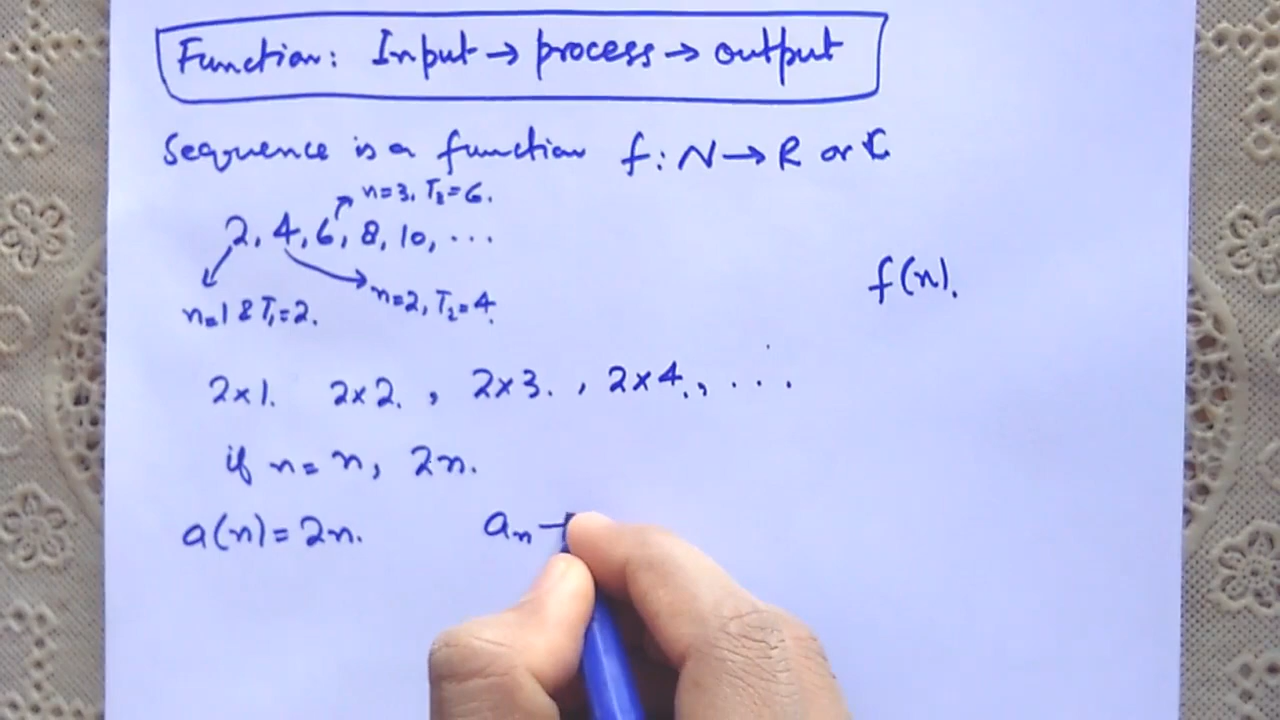 Function: Input → process → output
Sequence is a function f: N → R or C
n=3, T₃=6.
2, 4, 6, 8, 10, ...
f(n).
n=1 & T₁=2.
n=2, T₂=4.
2×1. 2×2. , 2×3. , 2×4., ...
if n=n, 2n.
a(n)=2n. aₙ